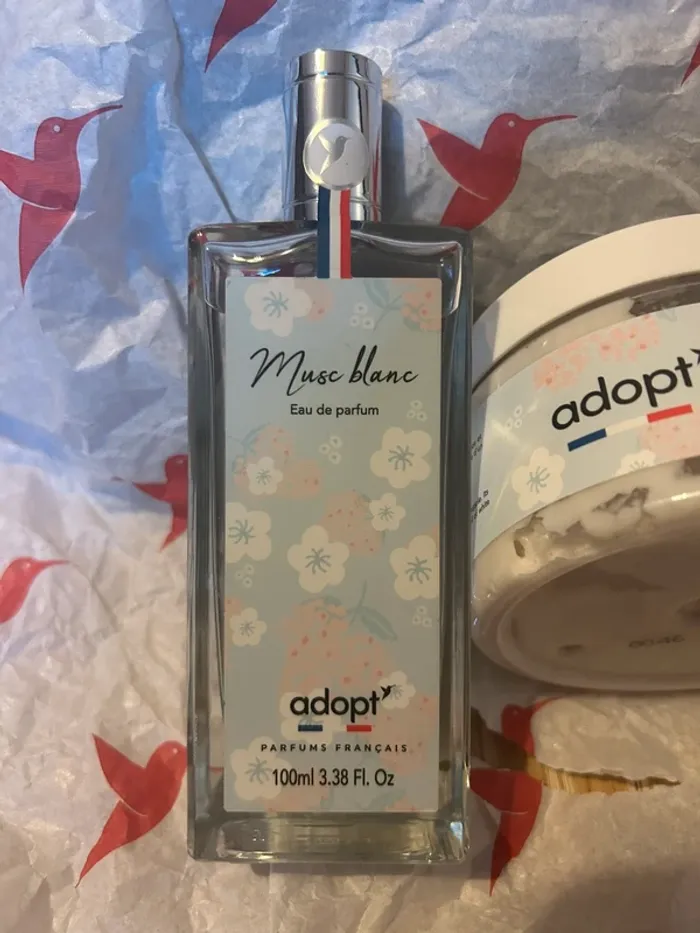 Musc blanc
Eau de parfum
adopt'
PARFUMS FRANÇAIS
100ml 3.38 Fl. Oz
adopt'